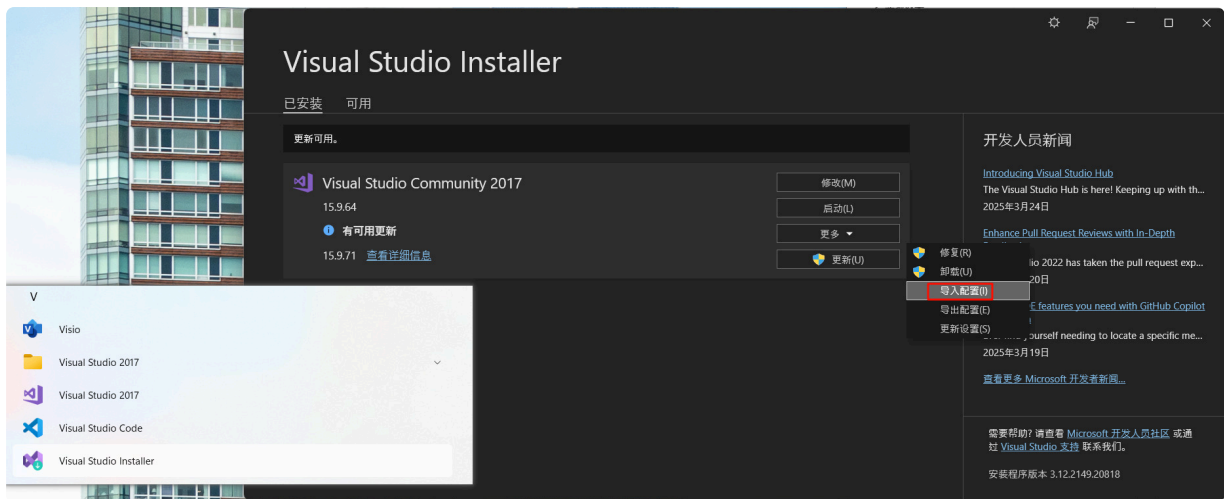 Visual Studio Installer
已安装 可用
更新可用。
Visual Studio Community 2017
15.9.64
有可用更新
15.9.71 查看详细信息
修改(M)
启动(L)
更多
更新(U)
修复(R)
卸载(U)
导入配置(I)
导出配置(E)
更新设置(S)
开发人员新闻
Introducing Visual Studio Hub
The Visual Studio Hub is here! Keeping up with th...
2025年3月24日
Enhance Pull Request Reviews with In-Depth
io 2022 has taken the pull request exp...
20日
E features you need with GitHub Copilot
yourself needing to locate a specific me...
2025年3月19日
查看更多 Microsoft 开发者新闻...
需要帮助? 请查看 Microsoft 开发人员社区 或通
过 Visual Studio 支持 联系我们。
安装程序版本 3.12.2149.20818
V
Visio
Visual Studio 2017
Visual Studio 2017
Visual Studio Code
Visual Studio Installer